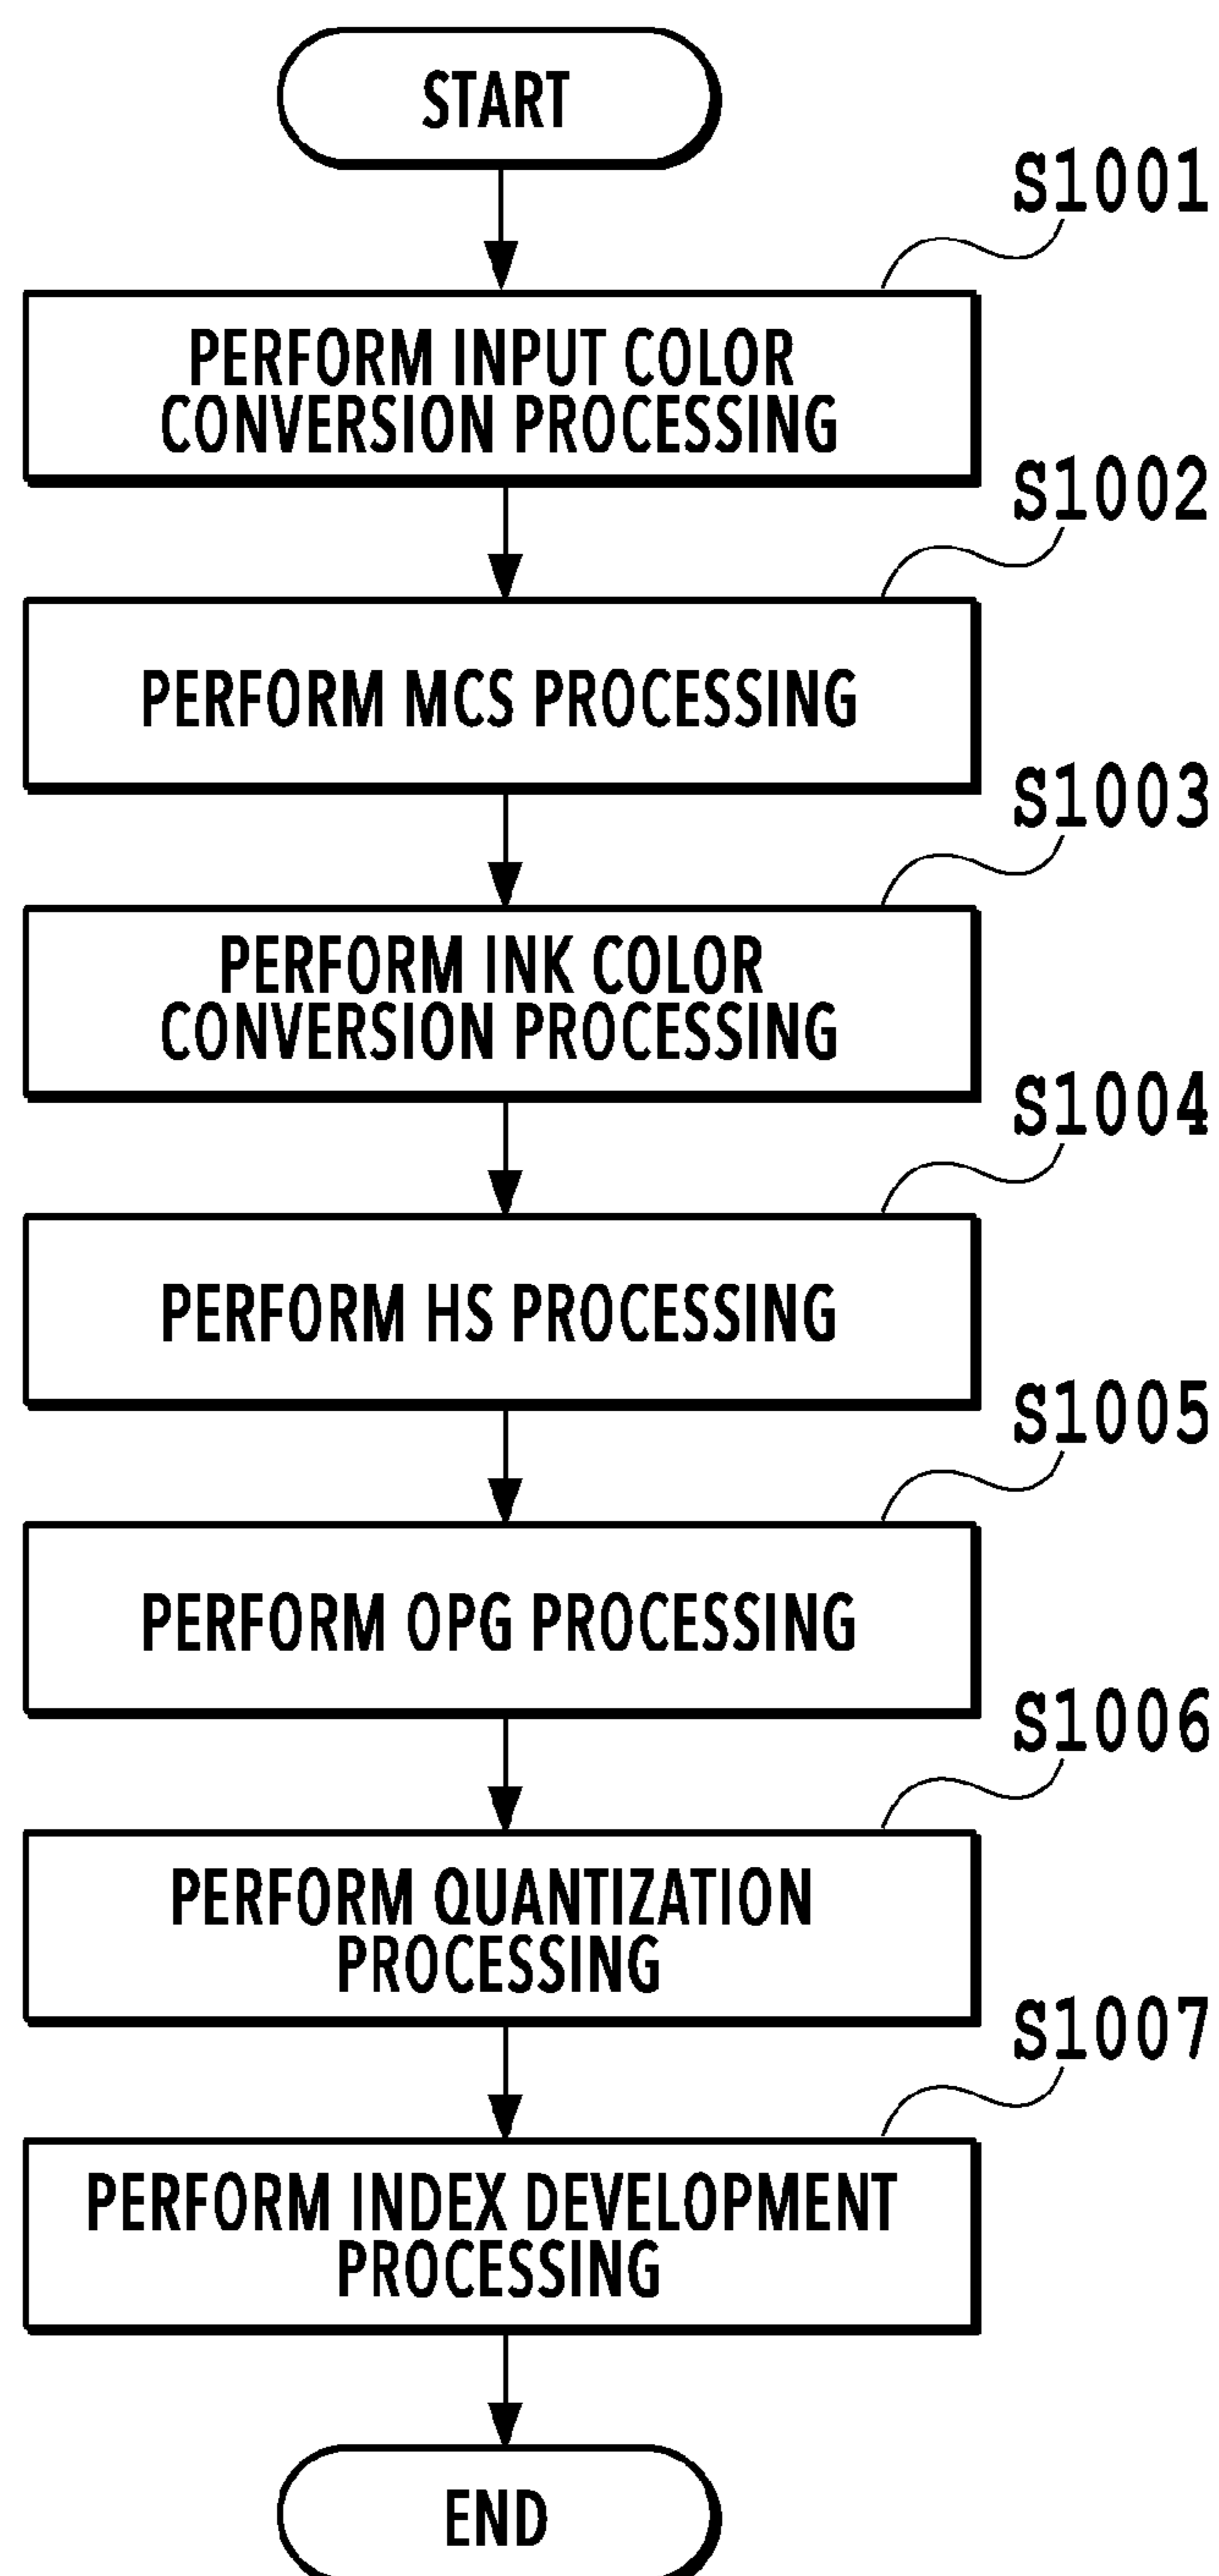 START
S1001
PERFORM INPUT COLOR
CONVERSION PROCESSING
S1002
PERFORM MCS PROCESSING
S1003
PERFORM INK COLOR
CONVERSION PROCESSING
S1004
PERFORM HS PROCESSING
S1005
PERFORM OPG PROCESSING
S1006
PERFORM QUANTIZATION
PROCESSING
S1007
PERFORM INDEX DEVELOPMENT
PROCESSING
END